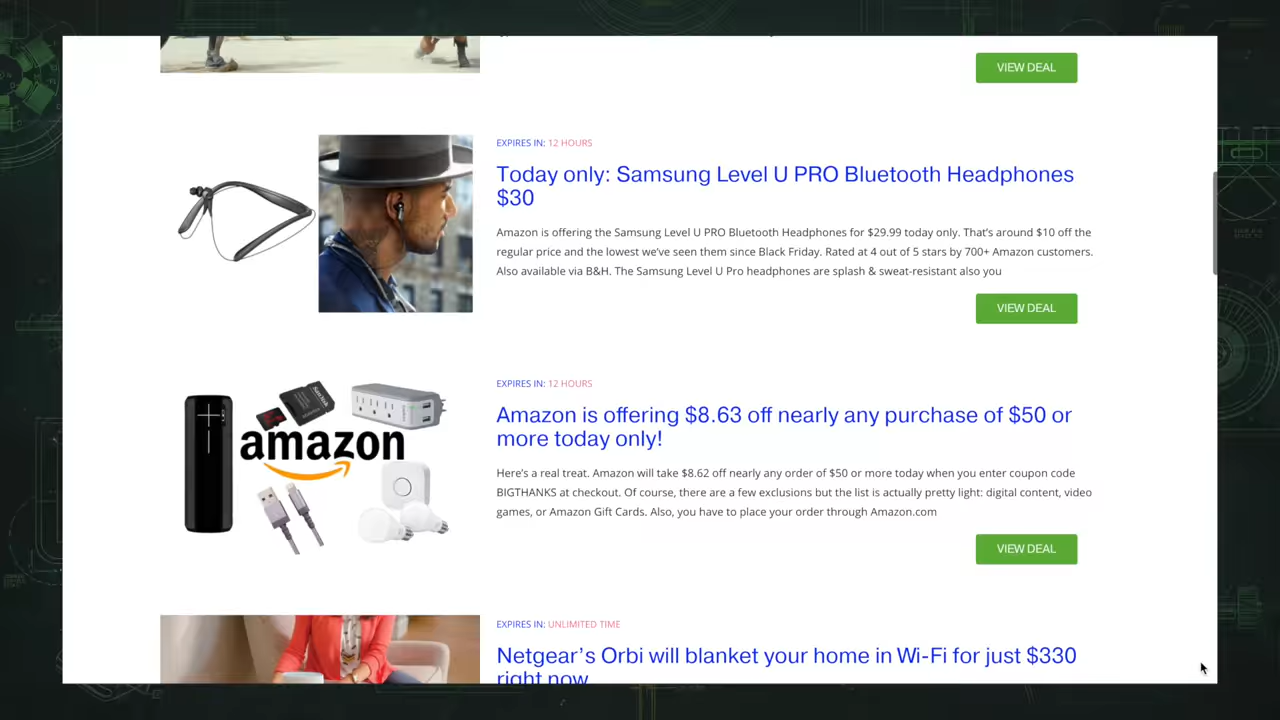 VIEW DEAL
EXPIRES IN: 12 HOURS
Today only: Samsung Level U PRO Bluetooth Headphones
$30
Amazon is offering the Samsung Level U PRO Bluetooth Headphones for $29.99 today only. That's around $10 off the
regular price and the lowest we've seen them since Black Friday. Rated at 4 out of 5 stars by 700+ Amazon customers.
Also available via B&H. The Samsung Level U Pro headphones are splash & sweat-resistant also you
VIEW DEAL
SanDisk
amazon
EXPIRES IN: 12 HOURS
Amazon is offering $8.63 off nearly any purchase of $50 or
more today only!
Here's a real treat. Amazon will take $8.62 off nearly any order of $50 or more today when you enter coupon code
BIGTHANKS at checkout. Of course, there are a few exclusions but the list is actually pretty light: digital content, video
games, or Amazon Gift Cards. Also, you have to place your order through Amazon.com
VIEW DEAL
EXPIRES IN: UNLIMITED TIME
Netgear's Orbi will blanket your home in Wi-Fi for just $330
right now